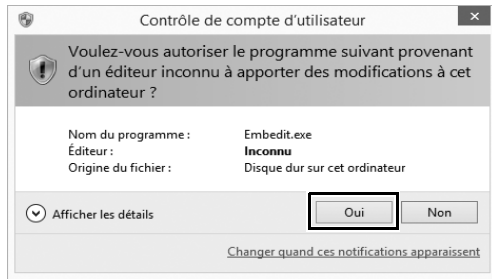 Contrôle de compte d'utilisateur
Voulez-vous autoriser le programme suivant provenant
d'un éditeur inconnu à apporter des modifications à cet
ordinateur ?
Nom du programme : Embedit.exe
Éditeur : Inconnu
Origine du fichier : Disque dur sur cet ordinateur
Afficher les détails
Oui
Non
Changer quand ces notifications apparaissent